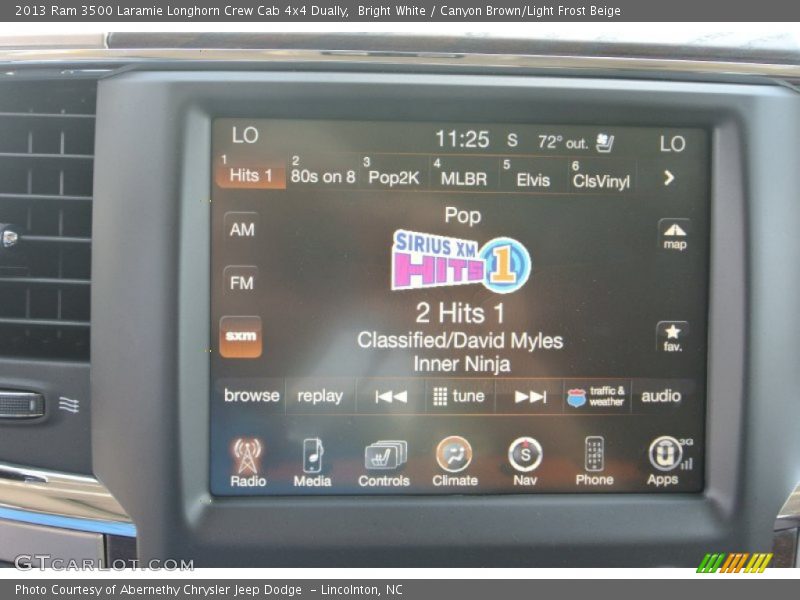 2013 Ram 3500 Laramie Longhorn Crew Cab 4x4 Dually,  Bright White / Canyon Brown/Light Frost Beige
LO 11:25 S 72° out. LO
1 Hits 1 2 80s on 8 3 Pop2K 4 MLBR 5 Elvis 6 ClsVinyl
Pop
AM
map
SIRIUS XM
HITS 1
FM
2 Hits 1
sxm
Classified/David Myles
fav.
Inner Ninja
browse replay tune traffic & weather audio
S 3G
Radio Media Controls Climate Nav Phone Apps
GTCARLOT.COM
Photo Courtesy of Abernethy Chrysler Jeep Dodge  – Lincolnton, NC